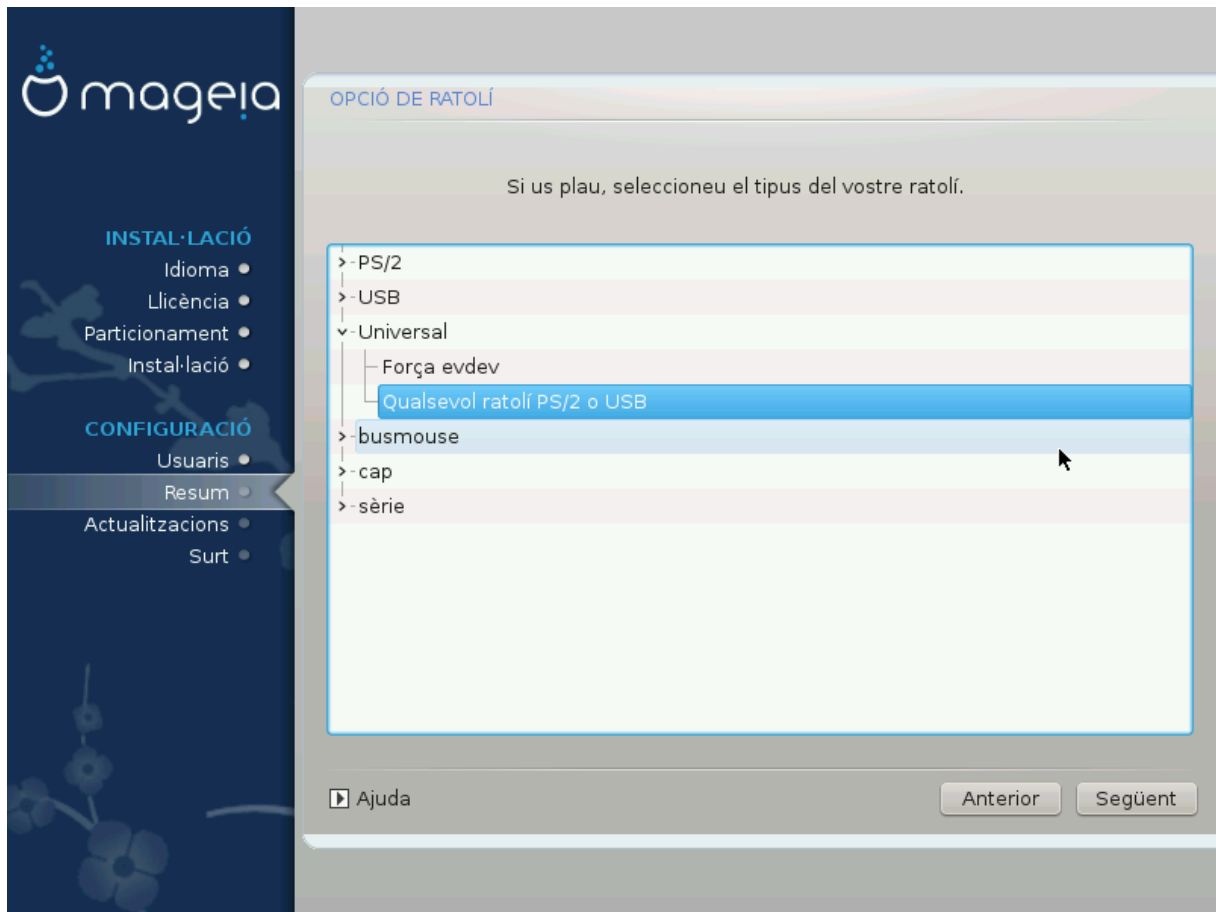 mageia
INSTAL·LACIÓ
Idioma
Llicència
Particionament
Instal·lació
CONFIGURACIÓ
Usuaris
Resum
Actualitzacions
Surt
OPCIÓ DE RATOLÍ
Si us plau, seleccioneu el tipus del vostre ratolí.
PS/2
USB
Universal
Força evdev
Qualsevol ratolí PS/2 o USB
busmouse
cap
sèrie
Ajuda
Anterior
Següent